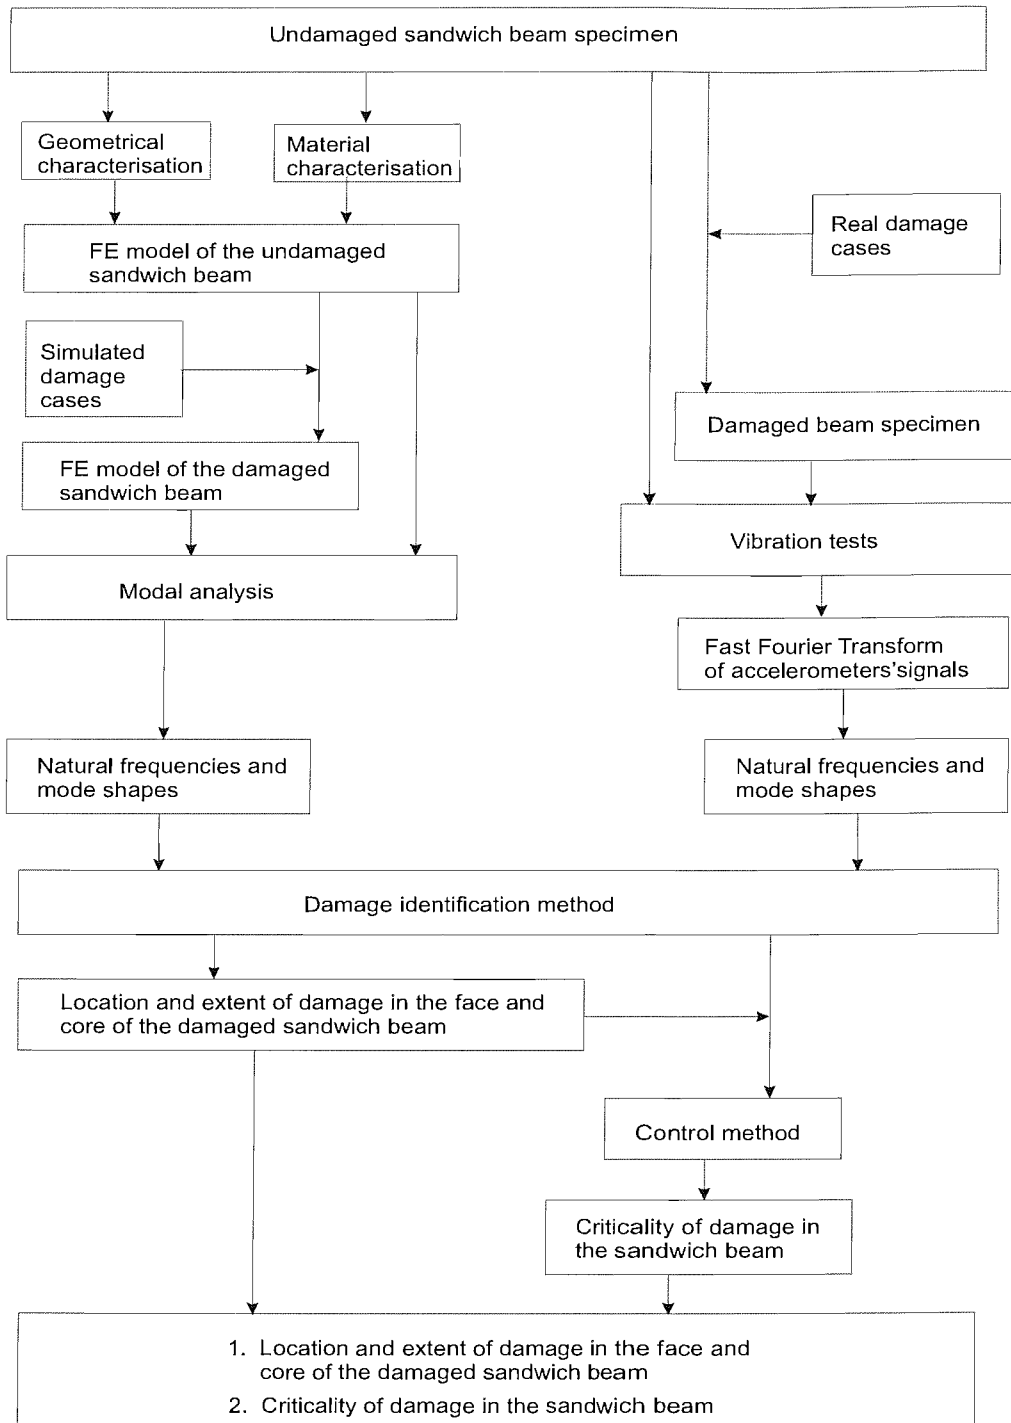 Undamaged sandwich beam specimen
Geometrical
characterisation
Material
characterisation
Real damage
cases
FE model of the undamaged
sandwich beam
Simulated
damage
cases
Damaged beam specimen
FE model of the damaged
sandwich beam
Vibration tests
Modal analysis
Fast Fourier Transform
of accelerometers'signals
Natural frequencies and
mode shapes
Natural frequencies and
mode shapes
Damage identification method
Location and extent of damage in the face and
core of the damaged sandwich beam
Control method
Criticality of damage in
the sandwich beam
1. Location and extent of damage in the face and
core of the damaged sandwich beam
2. Criticality of damage in the sandwich beam